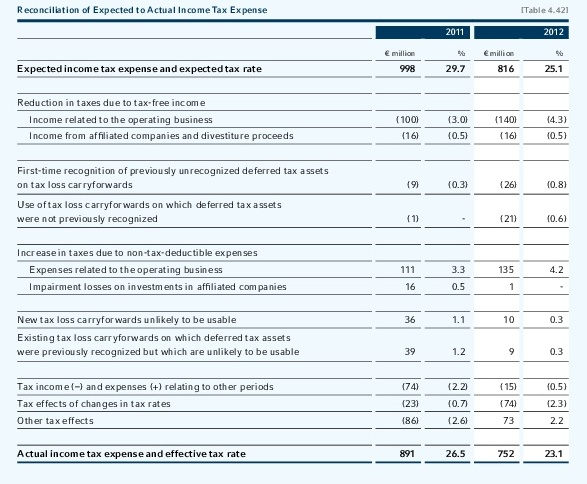 Reconciliation of Expected to Actual Income Tax Expense [Table 4.42]
2011 2012
€ million % € million %
Expected income tax expense and expected tax rate 998 29.7 816 25.1
Reduction in taxes due to tax-free income
Income related to the operating business (100) (3.0) (140) (4.3)
Income from affiliated companies and divestiture proceeds (16) (0.5) (16) (0.5)
First-time recognition of previously unrecognized deferred tax assets
on tax loss carryforwards (9) (0.3) (26) (0.8)
Use of tax loss carryforwards on which deferred tax assets
were not previously recognized (1) - (21) (0.6)
Increase in taxes due to non-tax-deductible expenses
Expenses related to the operating business 111 3.3 135 4.2
Impairment losses on investments in affiliated companies 16 0.5 1 -
New tax loss carryforwards unlikely to be usable 36 1.1 10 0.3
Existing tax loss carryforwards on which deferred tax assets
were previously recognized but which are unlikely to be usable 39 1.2 9 0.3
Tax income (–) and expenses (+) relating to other periods (74) (2.2) (15) (0.5)
Tax effects of changes in tax rates (23) (0.7) (74) (2.3)
Other tax effects (86) (2.6) 73 2.2
Actual income tax expense and effective tax rate 891 26.5 752 23.1